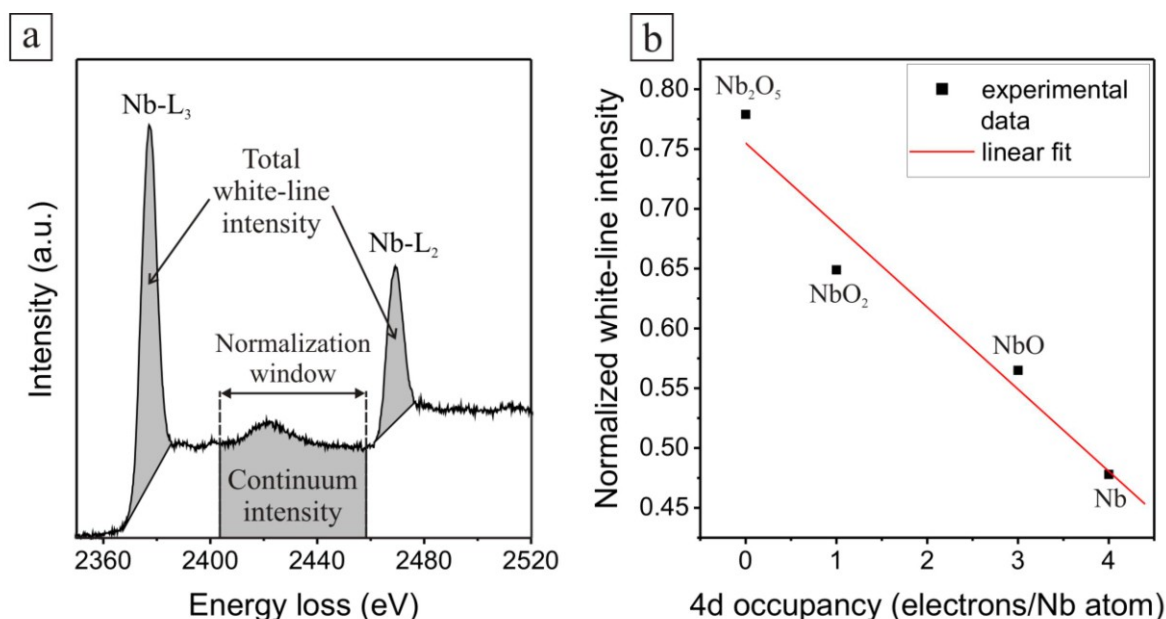 a
Nb-L₃
Total
white-line
intensity
Nb-L₂
Normalization
window
Continuum
intensity
Intensity (a.u.)
2360 2400 2440 2480 2520
Energy loss (eV)
b
Nb₂O₅
experimental
data
linear fit
NbO₂
NbO
Nb
Normalized white-line intensity
0.80
0.75
0.70
0.65
0.60
0.55
0.50
0.45
0 1 2 3 4
4d occupancy (electrons/Nb atom)